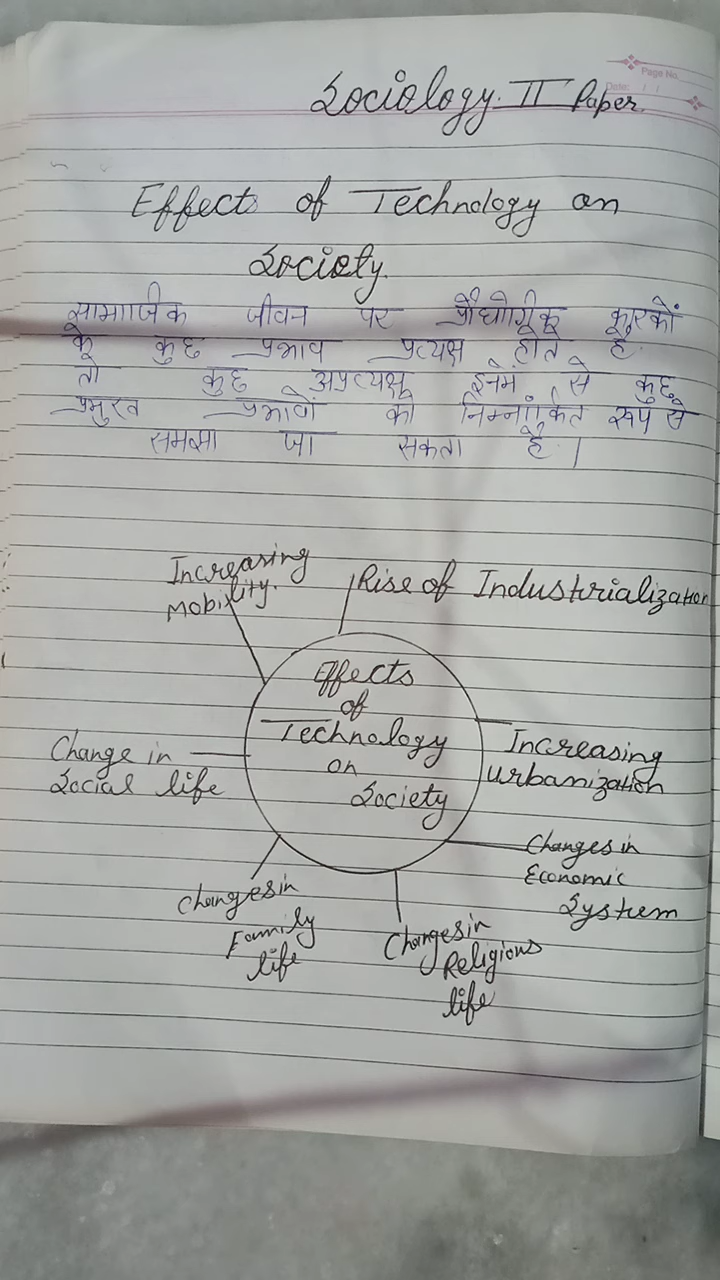 Page No.
Date: / /
Sociology. II Paper.
Effects of Technology on
Society.
सामाजिक जीवन पर प्रौद्योगिक कारकों
के कुछ प्रभाव प्रत्यक्ष होते है.
तो कुछ अप्रत्यक्ष इनमें से कुछ
प्रमुख प्रभावों को निम्नांकित रूप से
समझा जा सकता है।
Increasing
Mobility.
Rise of Industrialization
Effects
of
Technology
on
Society
Increasing
Urbanization
Change in
Social life
Changes in
Economic
System
Changes in
Family
life
Changes in
Religious
life